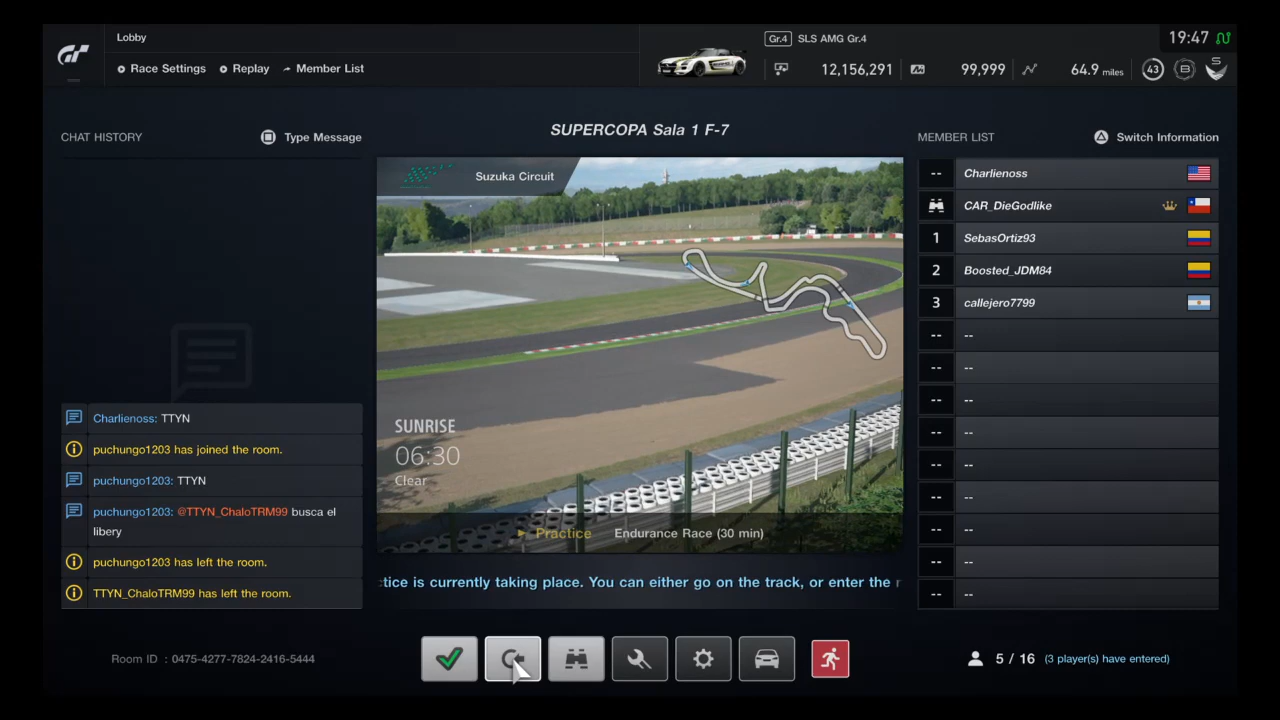 Lobby
Race Settings
Replay
Member List
Gr.4
SLS AMG Gr.4
19:47
12,156,291
99,999
64.9 miles
43
B
S
CHAT HISTORY
Type Message
SUPERCOPA Sala 1 F-7
MEMBER LIST
Switch Information
Suzuka Circuit
-- Charlienoss
CAR_DieGodlike
1 SebasOrtiz93
2 Boosted_JDM84
3 callejero7799
-- --
-- --
-- --
-- --
-- --
-- --
-- --
-- --
-- --
Charlienoss: TTYN
puchungo1203 has joined the room.
puchungo1203: TTYN
puchungo1203: @TTYN_ChaloTRM99 busca el
libery
puchungo1203 has left the room.
TTYN_ChaloTRM99 has left the room.
SUNRISE
06:30
Clear
Practice
Endurance Race (30 min)
tice is currently taking place. You can either go on the track, or enter the r
Room ID : 0475-4277-7824-2416-5444
5 / 16 (3 player(s) have entered)